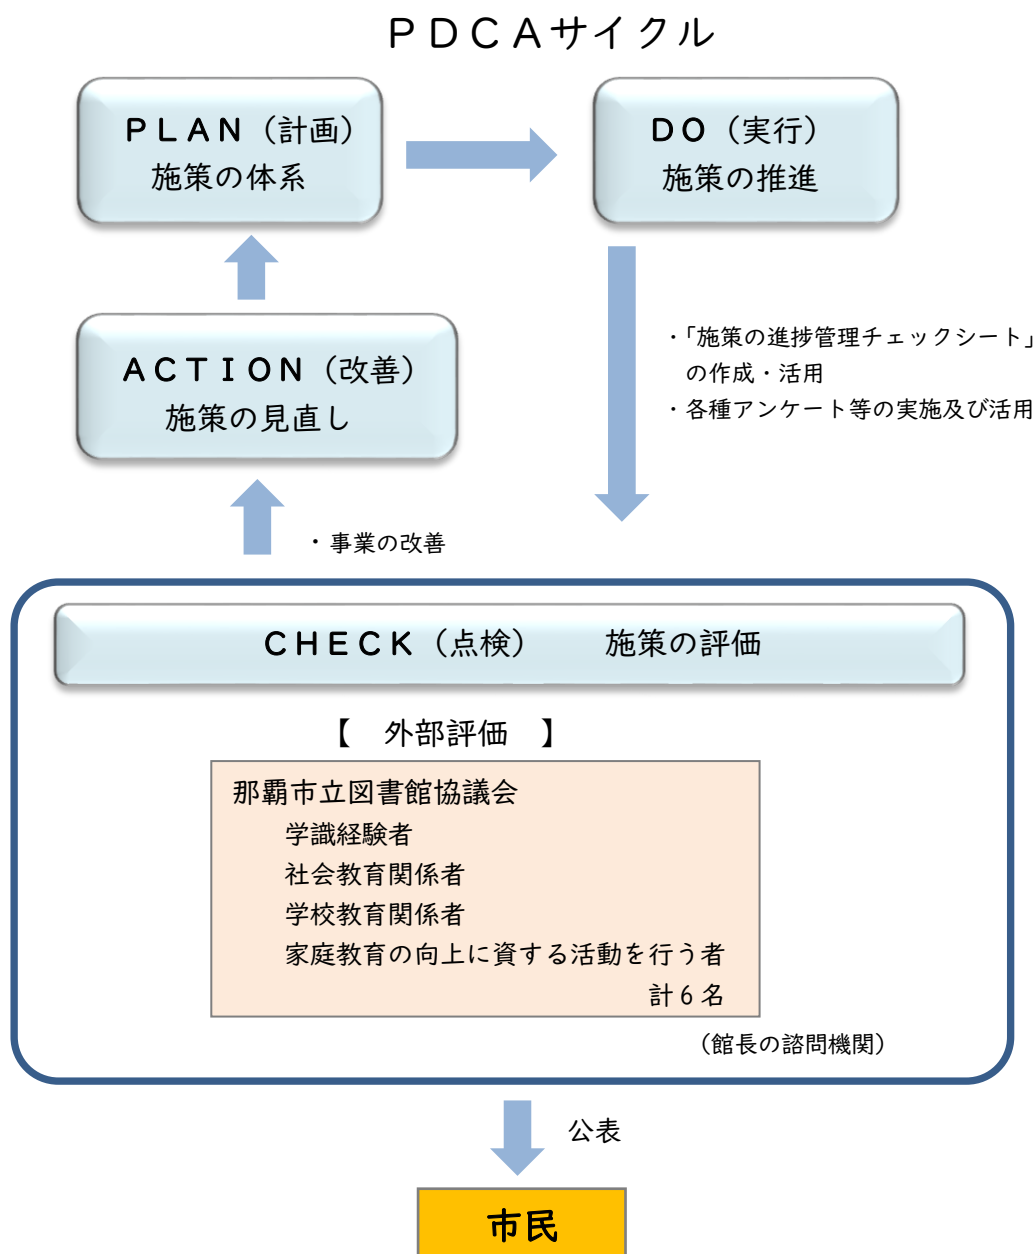 PDCAサイクル
PLAN(計画)
施策の体系
DO(実行)
施策の推進
・「施策の進捗管理チェックシート」
の作成・活用
・各種アンケート等の実施及び活用
ACTION(改善)
施策の見直し
・事業の改善
CHECK(点検)　　施策の評価
【　外部評価　】
那覇市立図書館協議会
学識経験者
社会教育関係者
学校教育関係者
家庭教育の向上に資する活動を行う者
計6名
(館長の諮問機関)
公表
市民